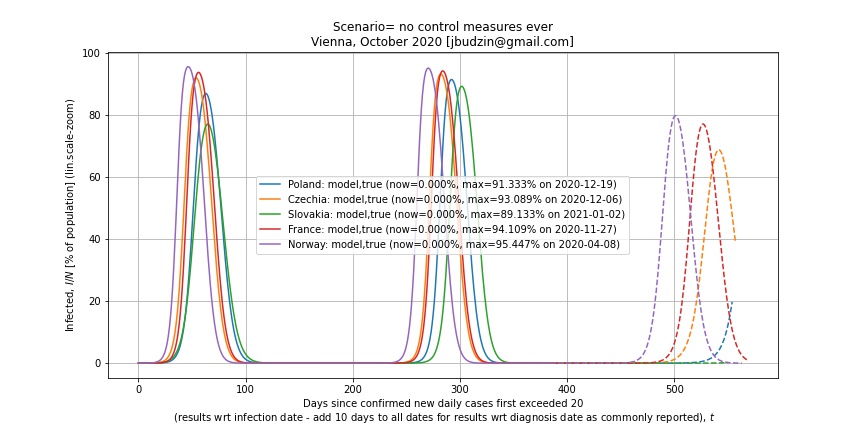 Scenario= no control measures ever
Vienna, October 2020 [jbudzin@gmail.com]
Infected, I/N [% of population] (lin.scale-zoom)
100
80
60
40
20
0
Poland: model,true (now=0.000%, max=91.333% on 2020-12-19)
Czechia: model,true (now=0.000%, max=93.089% on 2020-12-06)
Slovakia: model,true (now=0.000%, max=89.133% on 2021-01-02)
France: model,true (now=0.000%, max=94.109% on 2020-11-27)
Norway: model,true (now=0.000%, max=95.447% on 2020-04-08)
0 100 200 300 400 500
Days since confirmed new daily cases first exceeded 20
(results wrt infection date - add 10 days to all dates for results wrt diagnosis date as commonly reported), t